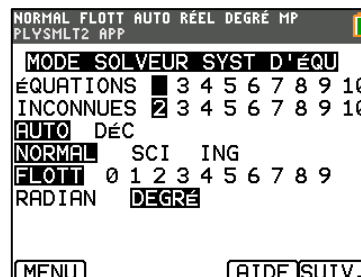 NORMAL FLOTT AUTO RÉEL DEGRÉ MP
PLYSMLT2 APP
MODE SOLVEUR SYST D'éQU
éQUATIONS 3 4 5 6 7 8 9 10
INCONNUES 2 3 4 5 6 7 8 9 10
AUTO DéC
NORMAL SCI ING
FLOTT 0 1 2 3 4 5 6 7 8 9
RADIAN DEGRé
MENU AIDE SUIV.